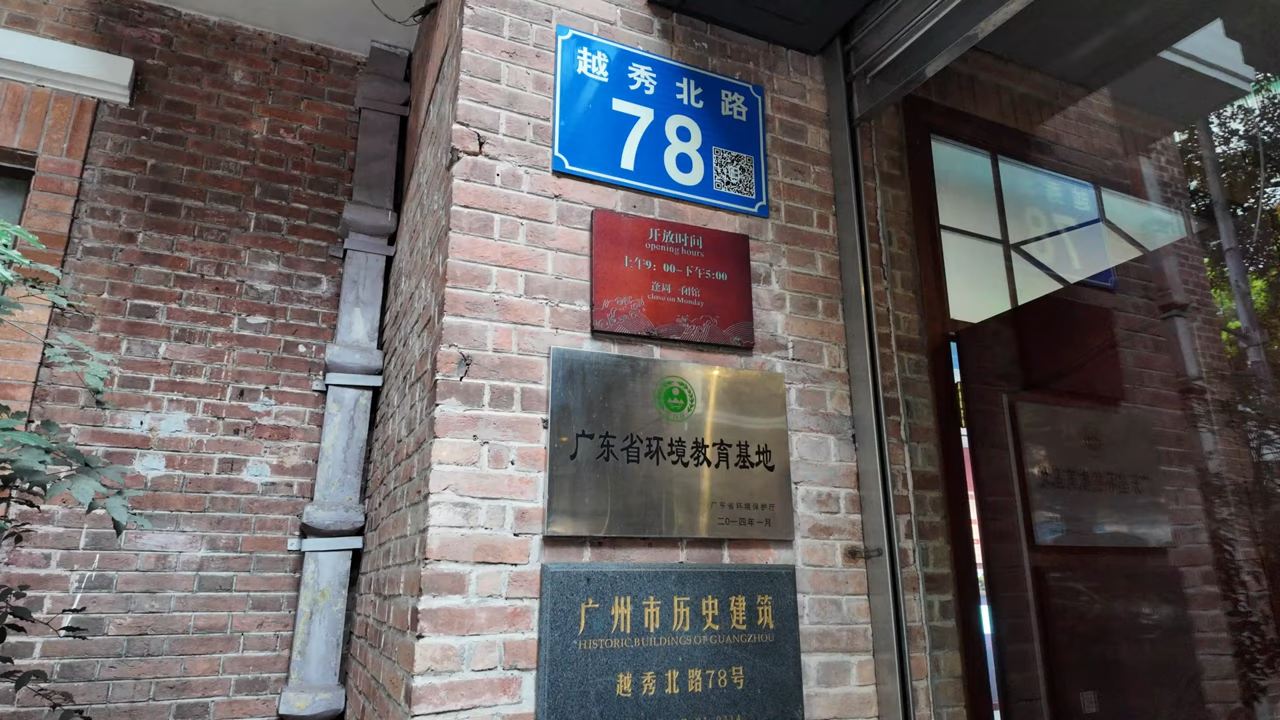 越秀北路
78
开放时间
opening hours
上午9：00-下午5:00
逢周一闭馆
close on Monday
广东省环境教育基地
广东省环境保护厅
二〇一四年一月
广州市历史建筑
HISTORIC BUILDINGS OF GUANGZHOU
越秀北路78号